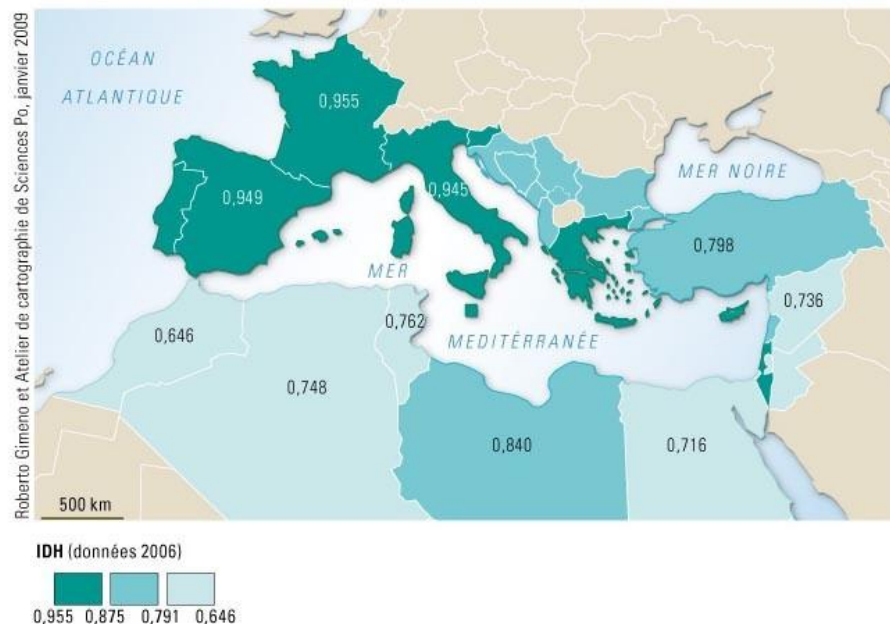 Roberto Gimeno et Atelier de cartographie de Sciences Po, janvier 2009
OCÉAN
ATLANTIQUE
0,955
MER NOIRE
0,949
0,945
0,798
MER
0,736
0,646
0,762
MEDITÉRRANÉE
0,748
0,840
0,716
500 km
IDH (données 2006)
0,955 0,875 0,791 0,646